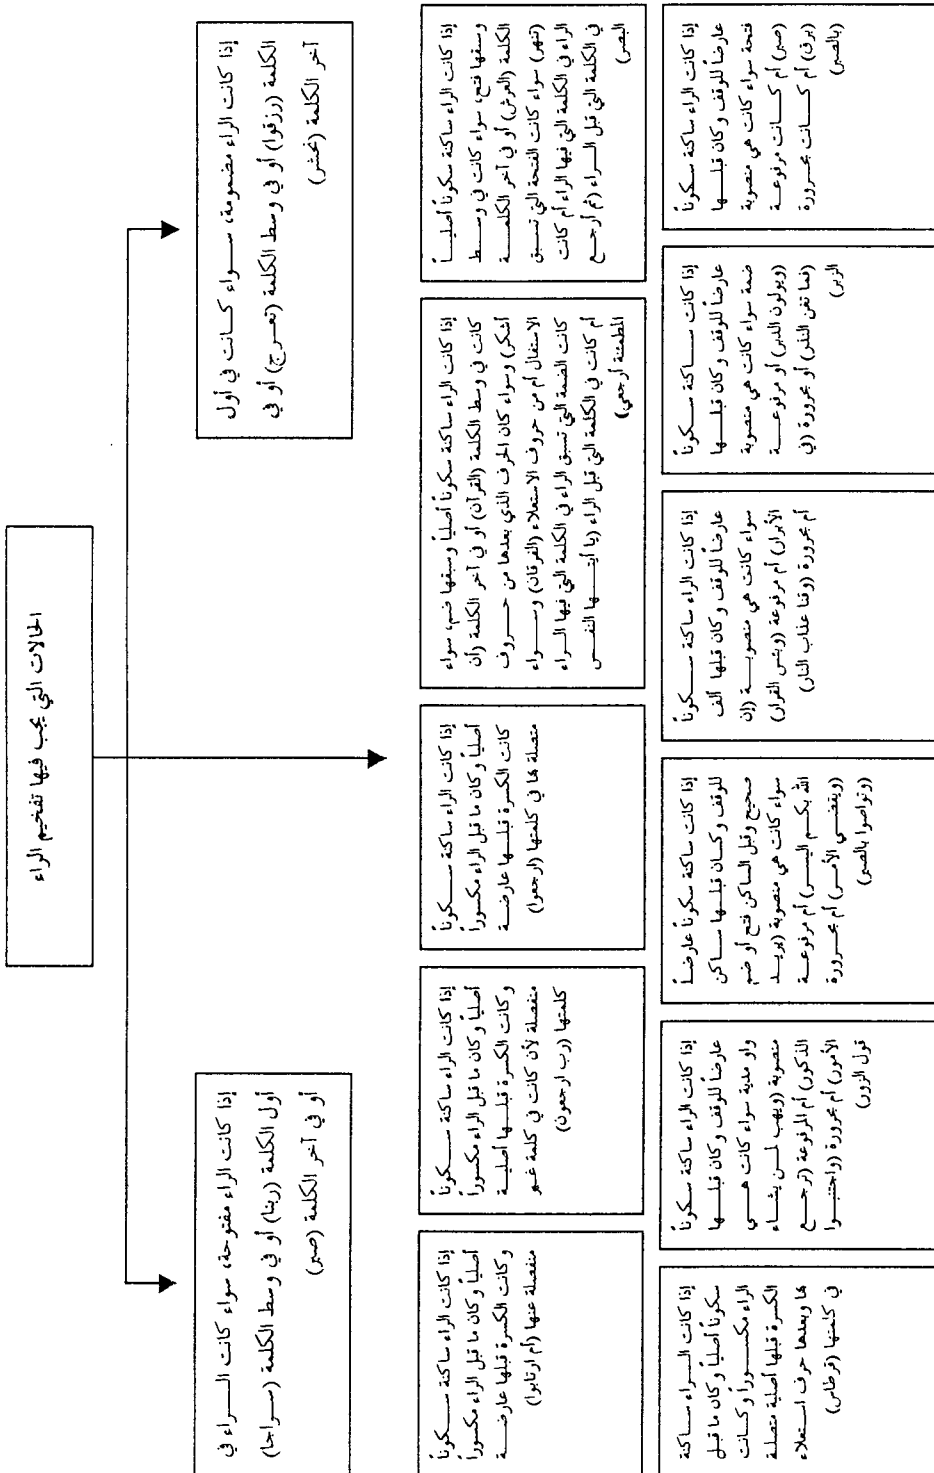 الحالات التي يجب فيها تفخيم الراء
إذا كانت الراء مضمومة، سواء كانت في أول
الكلمة (رزقوا) أو في وسط الكلمة (تعرج) أو في
آخر الكلمة (نحشر)
إذا كانت الراء مفتوحة، سواء كانت الراء في
أول الكلمة (ربنا) أو في وسط الكلمة (سراجا)
أو في آخر الكلمة (صبر)
إذا كانت الراء ساكنة سكوناً أصلياً
وسبقها فتح، سواء كانت في وسط
الكلمة (العرش) أو في آخر الكلمة
(تنهر) سواء كانت الفتحة التي تسبق
الراء في الكلمة التي فيها الراء أم كانت
في الكلمة التي قبل الراء (ثم أرجع
البصر)
إذا كانت الراء ساكنة سكوناً أصلياً وسبقها ضم، سواء
كانت في وسط الكلمة (القرآن) أو في آخر الكلمة (أن
أشكر) وسواء كان الحرف الذي بعدها من حروف
الاستفال أم من حروف الاستعلاء (الفرقان) وسواء
كانت الضمة التي تسبق الراء في الكلمة التي فيها الراء
أم كانت في الكلمة التي قبل الراء (يا أيتها النفس
المطمئنة أرجعي)
إذا كانت الراء ساكنة سكوناً
أصلياً وكان ما قبل الراء مكسوراً
كانت الكسرة قبلها عارضة
متصلة بها في كلمتها (ارجعوا)
إذا كانت الراء ساكنة سكوناً
أصلياً وكان ما قبل الراء مكسوراً
وكانت الكسرة قبلها أصلية
منفصلة لأن كانت في كلمة غير
كلمتها (رب ارجعون)
إذا كانت الراء ساكنة سكوناً
أصلياً وكان ما قبل الراء مكسوراً
وكانت الكسرة قبلها عارضة
منفصلة عنها (أم ارتابوا)
إذا كانت الراء ساكنة سكوناً
عارضاً للوقف وكان قبلها
فتحة سواء كانت هي منصوبة
(صبر) أم كانت مرفوعة
(برق) أم كانت مجرورة
(بالصبر)
إذا كانت ساكنة سكوناً
عارضاً للوقف وكان قبلها
ضمة سواء كانت هي منصوبة
(ويولون الدبر) أو مرفوعة
(فما تغن النذر) أو مجرورة (في
الزبر)
إذا كانت الراء ساكنة سكوناً
عارضاً للوقف وكان قبلها ألف
سواء كانت هي منصوبة (إن
الأبرار) أم مرفوعة (وبئس القرار)
أم مجرورة (وقنا عذاب النار)
إذا كانت ساكنة سكوناً عارضاً
للوقف وكان قبلها ساكن
صحيح وقبل الساكن فتح أو ضم
سواء كانت هي منصوبة (يريد
الله بكم اليسر) أم مرفوعة
(ويقضي الأمر) أم مجرورة
(وتواصوا بالصبر)
إذا كانت الراء ساكنة سكوناً
عارضاً للوقف وكان قبلها
واو مدية سواء كانت هي
منصوبة (ويهب لمن يشاء
الذكور) أم المرفوعة (ترجع
الأمور) أم مجرورة (واجتنبوا
قول الزور)
إذا كانت الراء ساكنة
سكوناً أصلياً وكان ما قبل
الراء مكسوراً وكانت
الكسرة قبلها أصلية متصلة
بها وبعدها حرف استعلاء
في كلمتها (قرطاس)